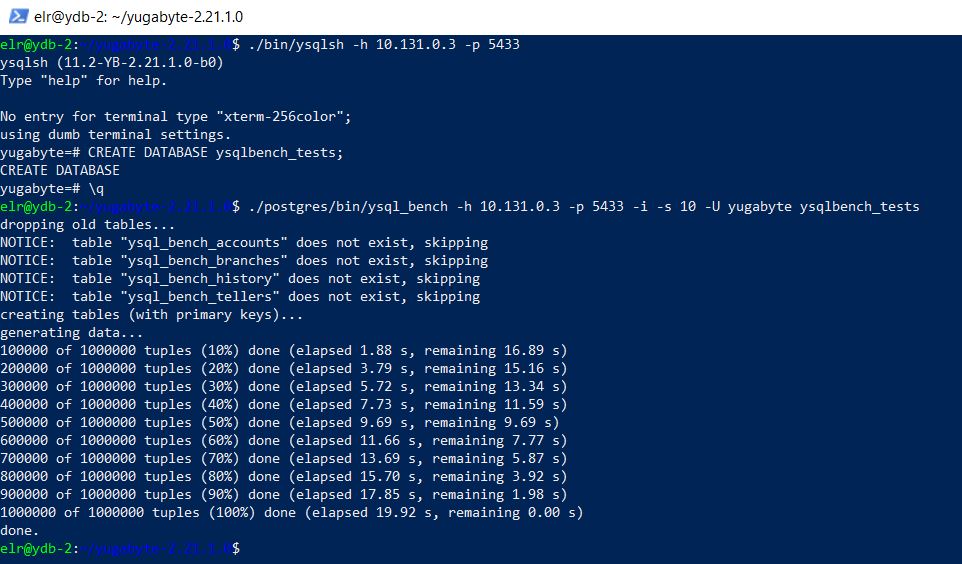 elr@ydb-2: ~/yugabyte-2.21.1.0
elr@ydb-2:~/yugabyte-2.21.1.0$ ./bin/ysqlsh -h 10.131.0.3 -p 5433
ysqlsh (11.2-YB-2.21.1.0-b0)
Type "help" for help.
No entry for terminal type "xterm-256color";
using dumb terminal settings.
yugabyte=# CREATE DATABASE ysqlbench_tests;
CREATE DATABASE
yugabyte=# \q
elr@ydb-2:~/yugabyte-2.21.1.0$ ./postgres/bin/ysql_bench -h 10.131.0.3 -p 5433 -i -s 10 -U yugabyte ysqlbench_tests
dropping old tables...
NOTICE:  table "ysql_bench_accounts" does not exist, skipping
NOTICE:  table "ysql_bench_branches" does not exist, skipping
NOTICE:  table "ysql_bench_history" does not exist, skipping
NOTICE:  table "ysql_bench_tellers" does not exist, skipping
creating tables (with primary keys)...
generating data...
100000 of 1000000 tuples (10%) done (elapsed 1.88 s, remaining 16.89 s)
200000 of 1000000 tuples (20%) done (elapsed 3.79 s, remaining 15.16 s)
300000 of 1000000 tuples (30%) done (elapsed 5.72 s, remaining 13.34 s)
400000 of 1000000 tuples (40%) done (elapsed 7.73 s, remaining 11.59 s)
500000 of 1000000 tuples (50%) done (elapsed 9.69 s, remaining 9.69 s)
600000 of 1000000 tuples (60%) done (elapsed 11.66 s, remaining 7.77 s)
700000 of 1000000 tuples (70%) done (elapsed 13.69 s, remaining 5.87 s)
800000 of 1000000 tuples (80%) done (elapsed 15.70 s, remaining 3.92 s)
900000 of 1000000 tuples (90%) done (elapsed 17.85 s, remaining 1.98 s)
1000000 of 1000000 tuples (100%) done (elapsed 19.92 s, remaining 0.00 s)
done.
elr@ydb-2:~/yugabyte-2.21.1.0$